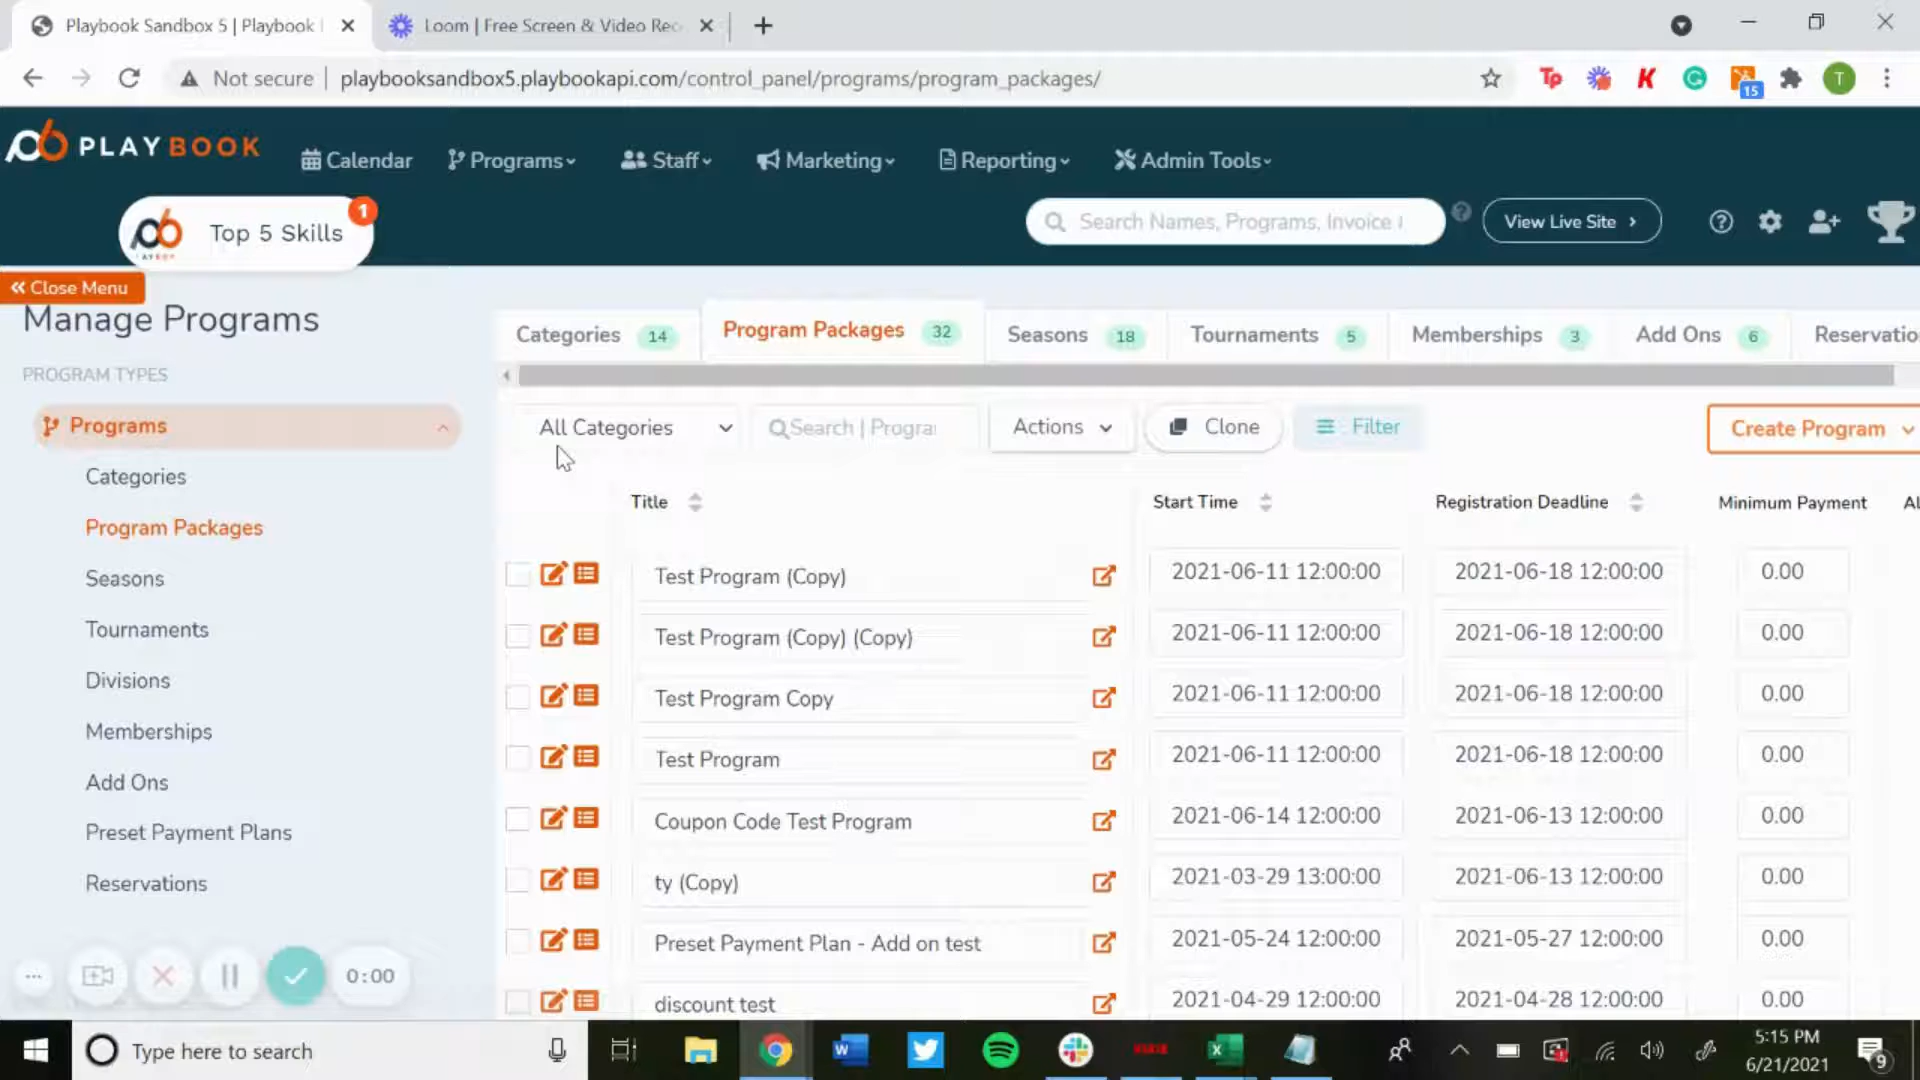 Playbook Sandbox 5 | Playbook
Loom | Free Screen & Video Rec
Not secure
playbooksandbox5.playbookapi.com/control_panel/programs/program_packages/
Tp
K
15
T
PLAYBOOK
Calendar
Programs
Staff
Marketing
Reporting
Admin Tools
Top 5 Skills
1
Search Names, Programs, Invoice
View Live Site
Close Menu
Manage Programs
PROGRAM TYPES
Programs
Categories
Program Packages
Seasons
Tournaments
Divisions
Memberships
Add Ons
Preset Payment Plans
Reservations
Categories 14
Program Packages 32
Seasons 18
Tournaments 5
Memberships 3
Add Ons 6
Reservatio
All Categories
Search | Progra
Actions
Clone
Filter
Create Program
Title Start Time Registration Deadline Minimum Payment Al
Test Program (Copy) 2021-06-11 12:00:00 2021-06-18 12:00:00 0.00
Test Program (Copy) (Copy) 2021-06-11 12:00:00 2021-06-18 12:00:00 0.00
Test Program Copy 2021-06-11 12:00:00 2021-06-18 12:00:00 0.00
Test Program 2021-06-11 12:00:00 2021-06-18 12:00:00 0.00
Coupon Code Test Program 2021-06-14 12:00:00 2021-06-13 12:00:00 0.00
ty (Copy) 2021-03-29 13:00:00 2021-06-13 12:00:00 0.00
Preset Payment Plan - Add on test 2021-05-24 12:00:00 2021-05-27 12:00:00 0.00
discount test 2021-04-29 12:00:00 2021-04-28 12:00:00 0.00
0:00
Type here to search
5:15 PM
6/21/2021
9